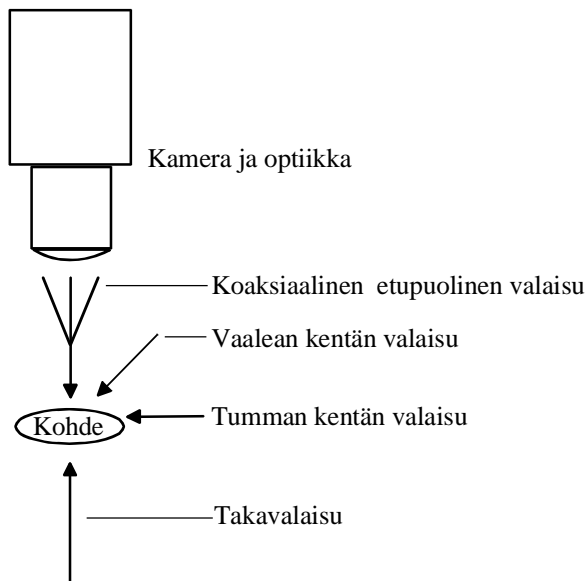 Kamera ja optiikka
Koaksiaalinen etupuolinen valaisu
Vaalean kentän valaisu
Tumman kentän valaisu
Kohde
Takavalaisu